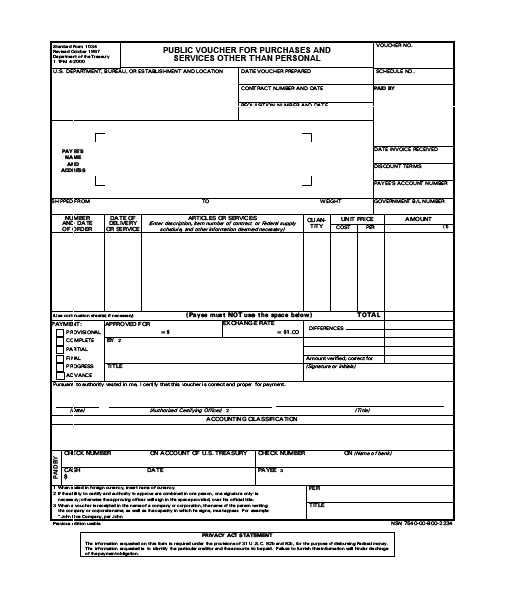 Standard Form 1034
Revised October 1987
Department of the Treasury
1 TFM 4-2000
PUBLIC VOUCHER FOR PURCHASES AND
SERVICES OTHER THAN PERSONAL
VOUCHER NO.
U.S. DEPARTMENT, BUREAU, OR ESTABLISHMENT AND LOCATION
DATE VOUCHER PREPARED
SCHEDULE NO.
CONTRACT NUMBER AND DATE
PAID BY
REQUISITION NUMBER AND DATE
PAYEE'S
NAME
AND
ADDRESS
DATE INVOICE RECEIVED
DISCOUNT TERMS
PAYEE'S ACCOUNT NUMBER
SHIPPED FROM TO WEIGHT
GOVERNMENT B/L NUMBER
NUMBER
AND DATE
OF ORDER
DATE OF
DELIVERY
OR SERVICE
ARTICLES OR SERVICES
(Enter description, item number of contract or Federal supply
schedule, and other information deemed necessary)
QUAN-
TITY
UNIT PRICE
COST PER
AMOUNT
(1)
(Use continuation sheet(s) if necessary) (Payee must NOT use the space below) TOTAL
PAYMENT:
PROVISIONAL
COMPLETE
PARTIAL
FINAL
PROGRESS
ADVANCE
APPROVED FOR
= $
EXCHANGE RATE
= $1.00
BY 2
TITLE
DIFFERENCES
Amount verified; correct for
(Signature or initials)
Pursuant to authority vested in me, I certify that this voucher is correct and proper for payment.
(Date) (Authorized Certifying Officer) 2 (Title)
ACCOUNTING CLASSIFICATION
PAID BY
CHECK NUMBER ON ACCOUNT OF U.S. TREASURY CHECK NUMBER ON (Name of bank)
CASH DATE PAYEE 3
$
1 When stated in foreign currency, insert name of currency.
2 If the ability to certify and authority to approve are combined in one person, one signature only is
necessary; otherwise the approving officer will sign in the space provided, over his official title.
3 When a voucher is receipted in the name of a company or corporation, the name of the person writing
the company or corporate name, as well as the capacity in which he signs, must appear. For example:
"John Doe Company, per John
PER
TITLE
Previous edition usable NSN 7540-00-900-2234
PRIVACY ACT STATEMENT
The information requested on this form is required under the provisions of 31 U.S.C. 82b and 82c, for the purpose of disbursing Federal money.
The information requested is to identify the particular creditor and the amounts to be paid. Failure to furnish this information will hinder discharge
of the payment obligation.